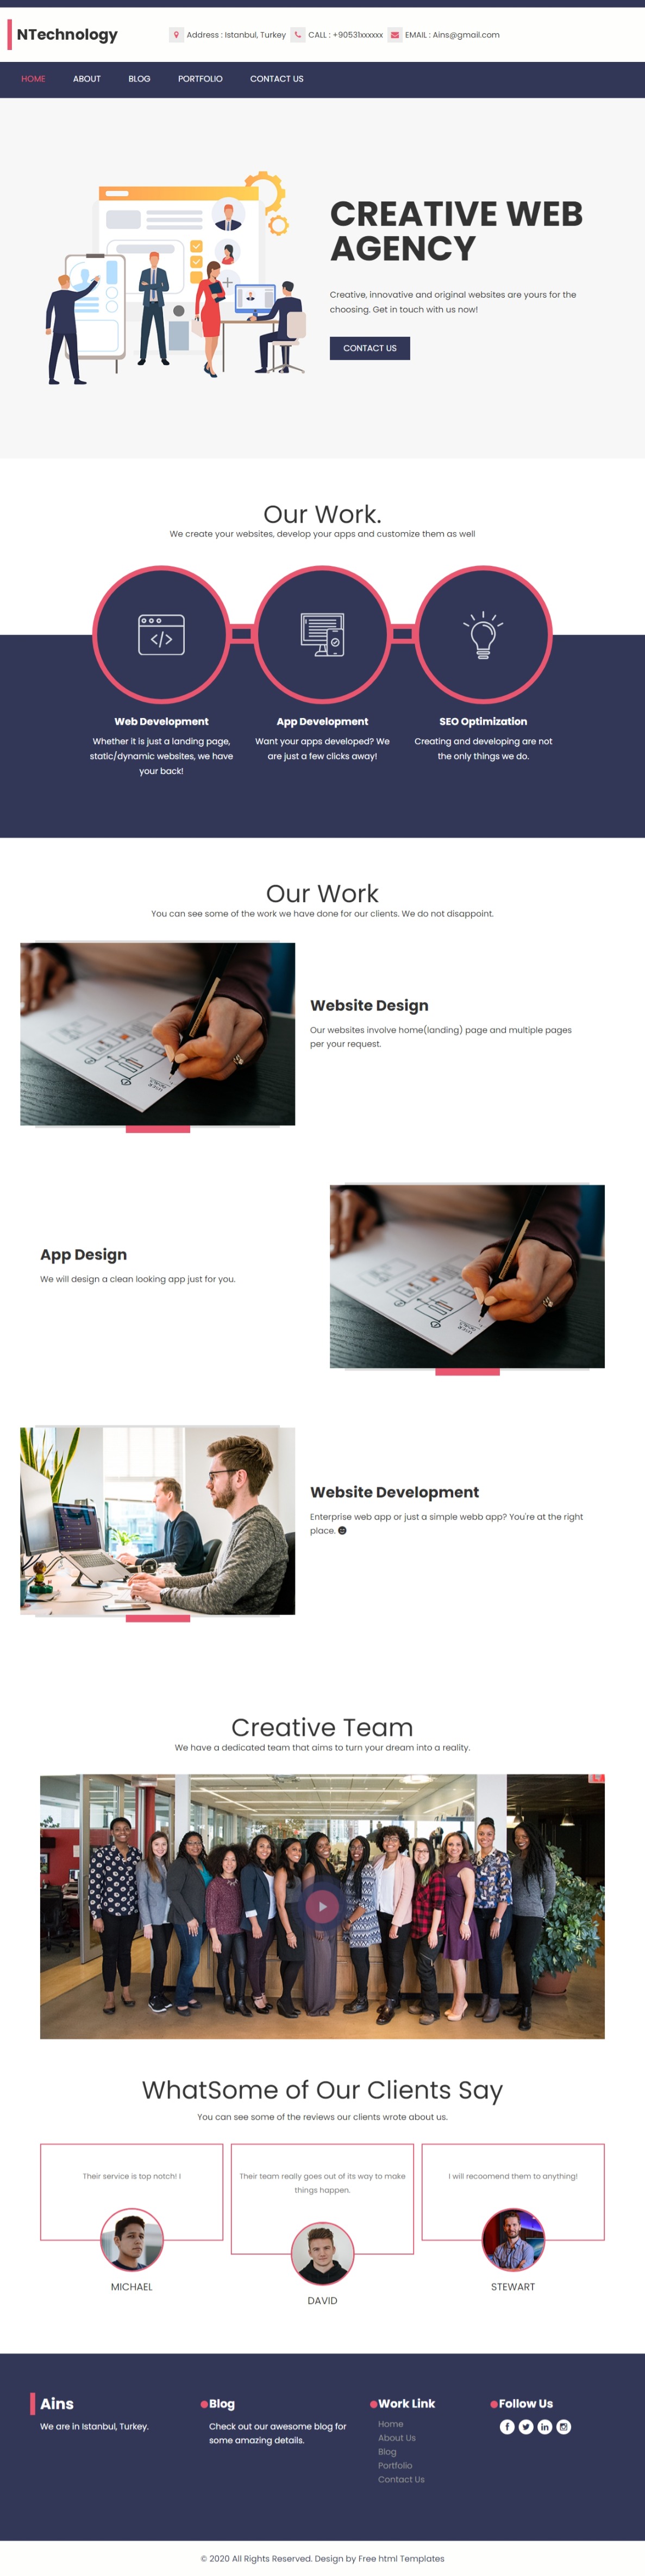 NTechnology
Address : Istanbul, Turkey CALL : +90531xxxxxx EMAIL : Ains@gmail.com
HOME ABOUT BLOG PORTFOLIO CONTACT US
CREATIVE WEB
AGENCY
Creative, innovative and original websites are yours for the
choosing. Get in touch with us now!
CONTACT US
Our Work.
We create your websites, develop your apps and customize them as well
Web Development
Whether it is just a landing page,
static/dynamic websites, we have
your back!
App Development
Want your apps developed? We
are just a few clicks away!
SEO Optimization
Creating and developing are not
the only things we do.
Our Work
You can see some of the work we have done for our clients. We do not disappoint.
Website Design
Our websites involve home(landing) page and multiple pages
per your request.
App Design
We will design a clean looking app just for you.
Website Development
Enterprise web app or just a simple webb app? You're at the right
place.
Creative Team
We have a dedicated team that aims to turn your dream into a reality.
WhatSome of Our Clients Say
You can see some of the reviews our clients wrote about us.
Their service is top notch! I
MICHAEL
Their team really goes out of its way to make
things happen.
DAVID
I will recoomend them to anything!
STEWART
Ains
We are in Istanbul, Turkey.
Blog
Check out our awesome blog for
some amazing details.
Work Link
Home
About Us
Blog
Portfolio
Contact Us
Follow Us
© 2020 All Rights Reserved. Design by Free html Templates